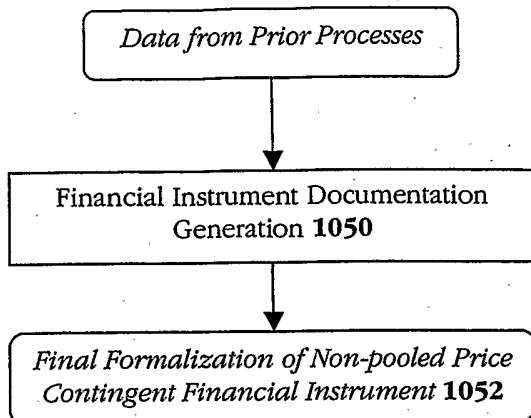 Data from Prior Processes
Financial Instrument Documentation
Generation 1050
Final Formalization of Non-pooled Price
Contingent Financial Instrument 1052